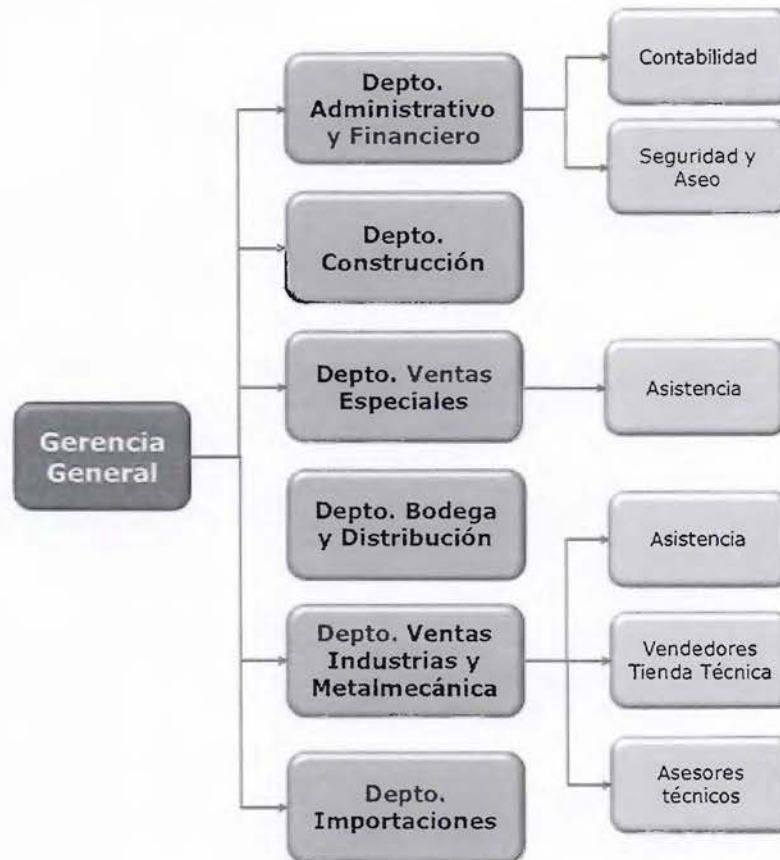 Gerencia
General
Depto.
Administrativo
y Financiero
Contabilidad
Seguridad y
Aseo
Depto.
Construcción
Depto. Ventas
Especiales
Asistencia
Depto. Bodega
y Distribución
Depto. Ventas
Industrias y
Metalmecánica
Asistencia
Vendedores
Tienda Técnica
Asesores
técnicos
Depto.
Importaciones